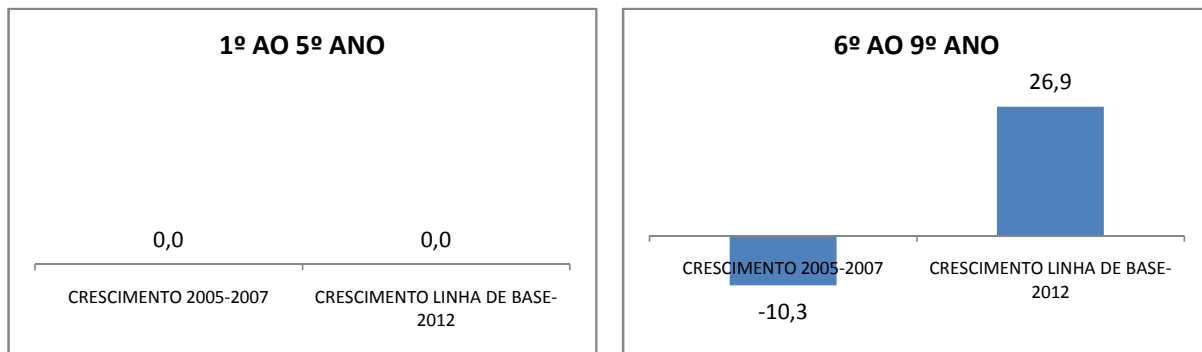 1º AO 5º ANO
0,0
0,0
CRESCIMENTO 2005-2007
CRESCIMENTO LINHA DE BASE-
2012
6º AO 9º ANO
26,9
CRESCIMENTO 2005-2007
CRESCIMENTO LINHA DE BASE-
2012
-10,3